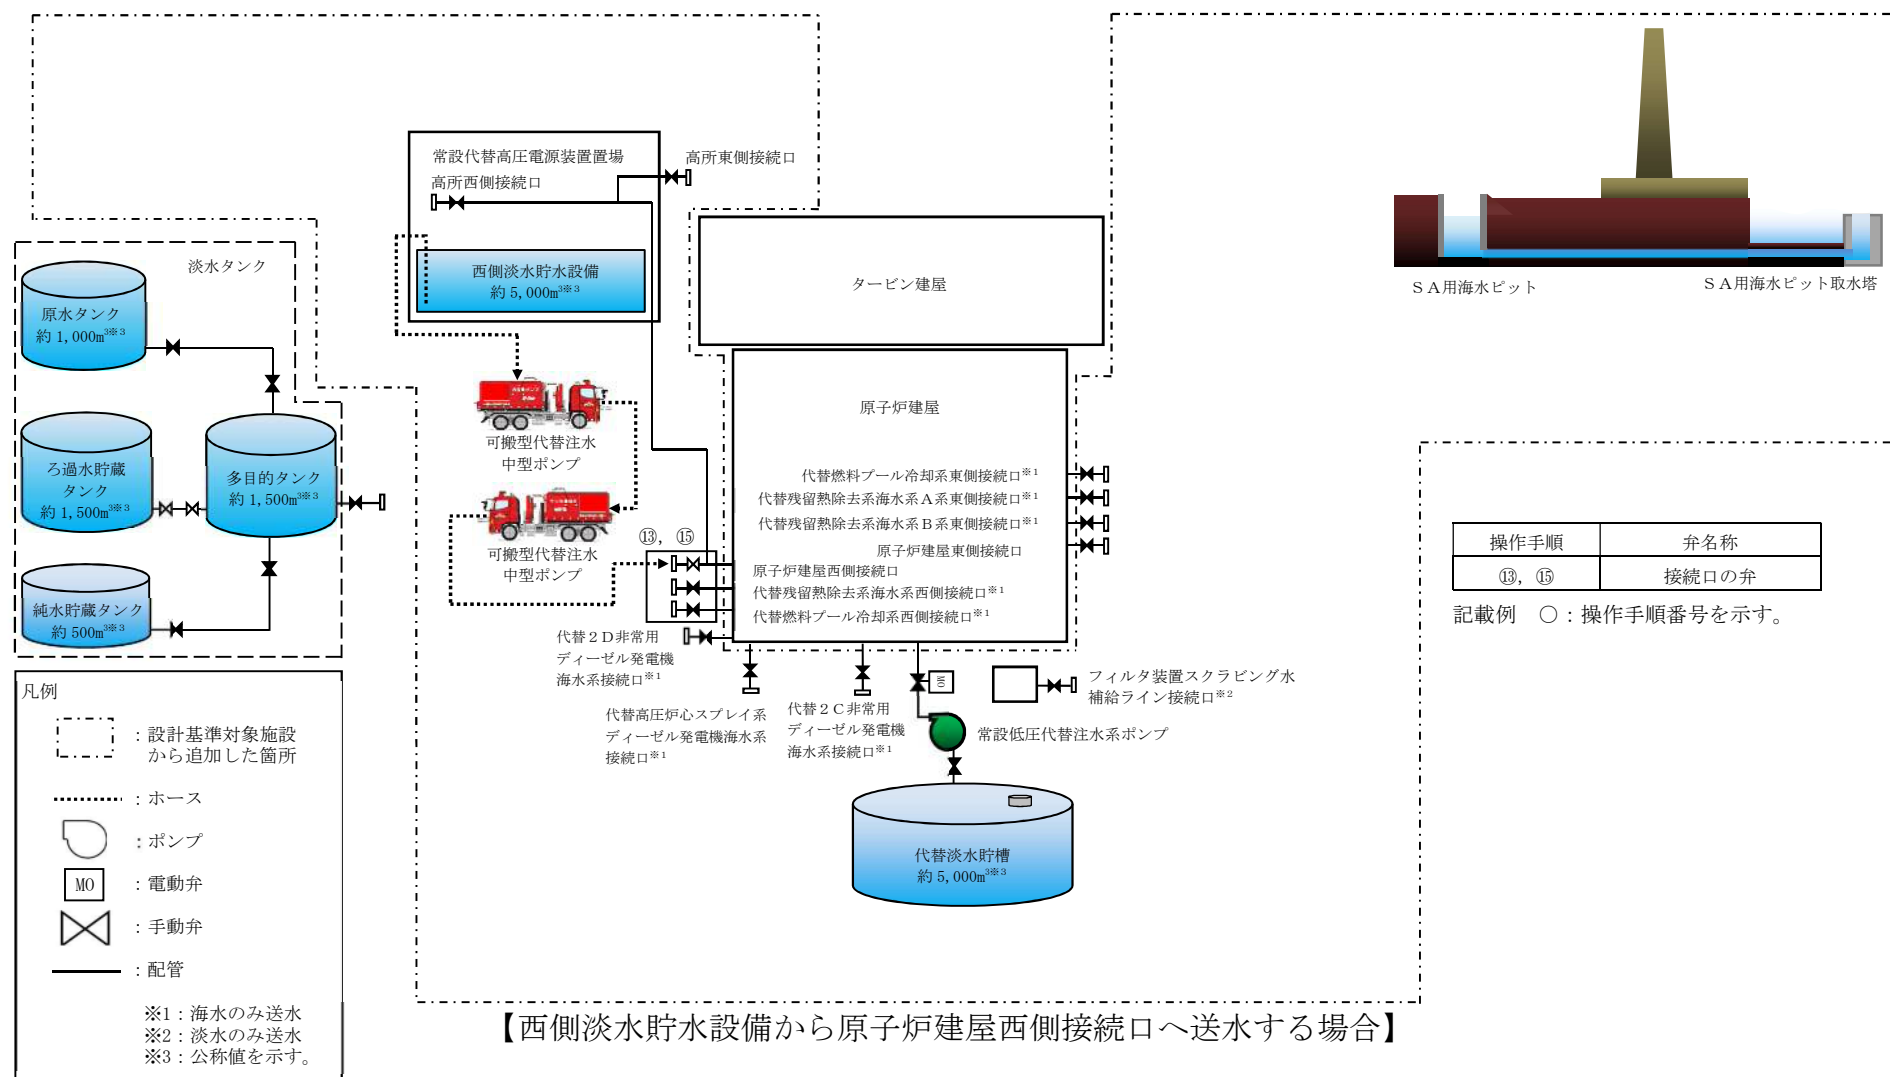 常設代替高圧電源装置置場
高所西側接続口
高所東側接続口
西側淡水貯水設備
約5,000m³※3
淡水タンク
原水タンク
約1,000m³※3
ろ過水貯蔵
タンク
約1,500m³※3
多目的タンク
約1,500m³※3
純水貯蔵タンク
約500m³※3
可搬型代替注水
中型ポンプ
可搬型代替注水
中型ポンプ
⑬，⑮
タービン建屋
原子炉建屋
代替燃料プール冷却系東側接続口※1
代替残留熱除去系海水系A系東側接続口※1
代替残留熱除去系海水系B系東側接続口※1
原子炉建屋東側接続口
原子炉建屋西側接続口
代替残留熱除去系海水系西側接続口※1
代替燃料プール冷却系西側接続口※1
代替2D非常用
ディーゼル発電機
海水系接続口※1
代替高圧炉心スプレイ系
ディーゼル発電機海水系
接続口※1
代替2C非常用
ディーゼル発電機
海水系接続口※1
MO
フィルタ装置スクラビング水
補給ライン接続口※2
常設低圧代替注水系ポンプ
代替淡水貯槽
約5,000m³※3
SA用海水ピット
SA用海水ピット取水塔
操作手順 弁名称
⑬，⑮ 接続口の弁
記載例 ○：操作手順番号を示す。
凡例
：設計基準対象施設
から追加した箇所
：ホース
：ポンプ
MO ：電動弁
：手動弁
：配管
※1：海水のみ送水
※2：淡水のみ送水
※3：公称値を示す。
【西側淡水貯水設備から原子炉建屋西側接続口へ送水する場合】